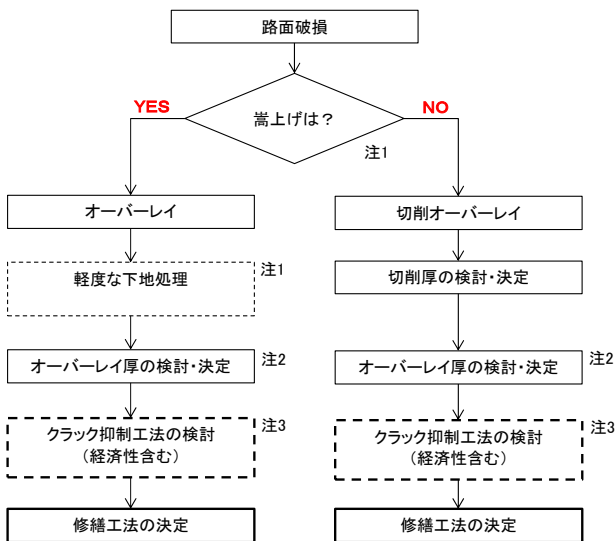 路面破損
YES
嵩上げは?
NO
注1
オーバーレイ
切削オーバーレイ
軽度な下地処理
注1
切削厚の検討・決定
オーバーレイ厚の検討・決定
注2
オーバーレイ厚の検討・決定
注2
クラック抑制工法の検討
(経済性含む)
注3
クラック抑制工法の検討
(経済性含む)
注3
修繕工法の決定
修繕工法の決定